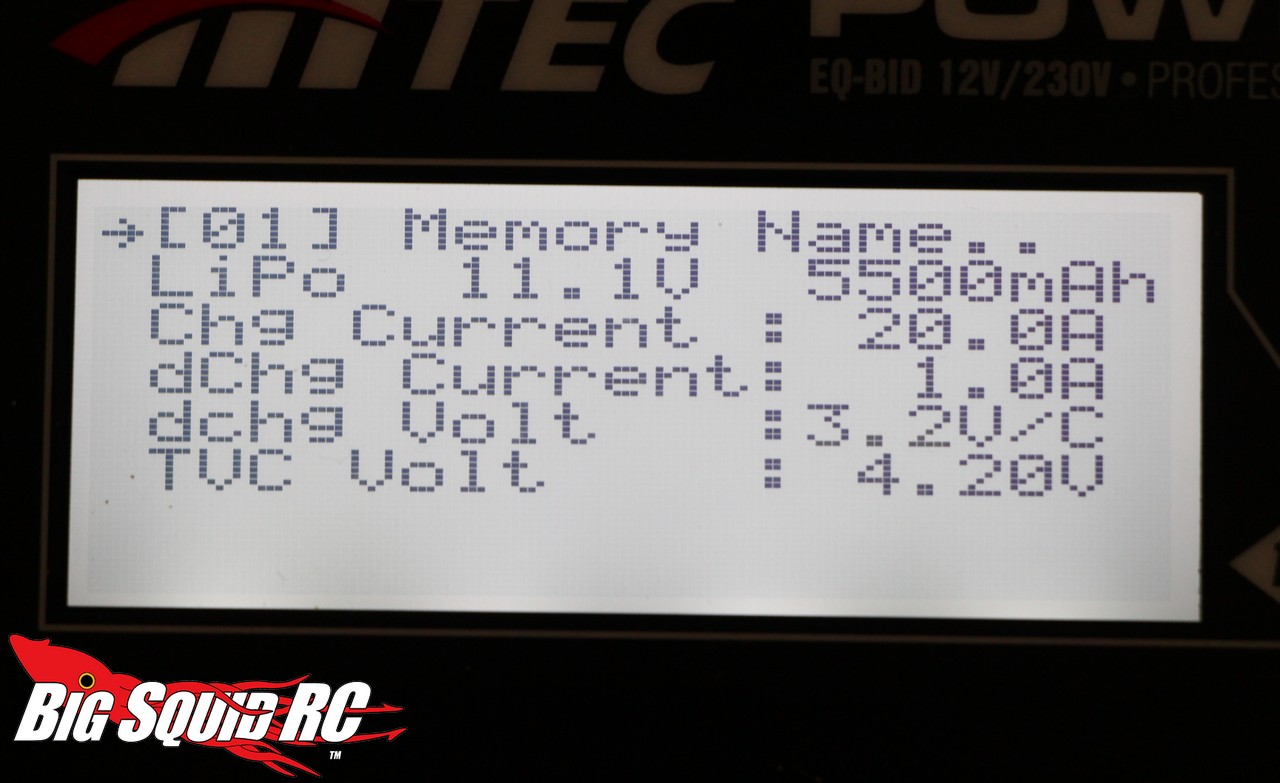 TEC
EQ-BID 12V/230V • PROFES
→[01] Memory Name..
LiPo 11.1V 5500mAh
Chg Current : 20.0A
dChg Current: 1.0A
dchg Volt :3.2V/C
TVC Volt : 4.20V
BIG SQUID RC
TM